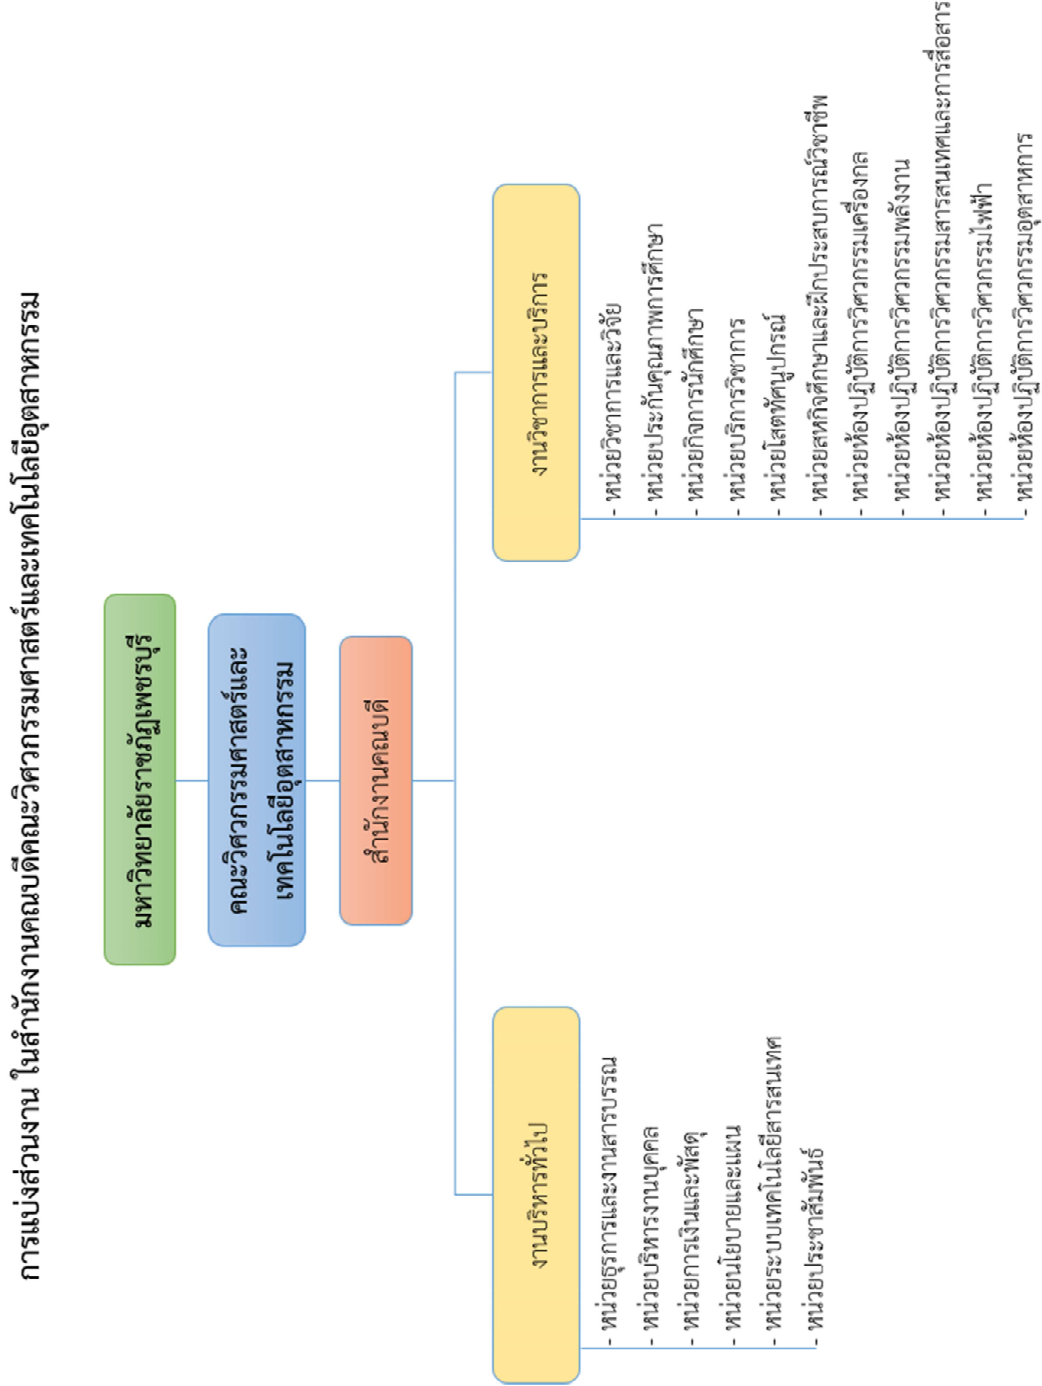 การแบ่งส่วนงาน ในสำนักงานคณบดีคณะวิศวกรรมศาสตร์และเทคโนโลยีอุตสาหกรรม
มหาวิทยาลัยราชภัฏเพชรบุรี
คณะวิศวกรรมศาสตร์และ
เทคโนโลยีอุตสาหกรรม
สำนักงานคณบดี
งานบริหารทั่วไป
- หน่วยธุรการและงานสารบรรณ
- หน่วยบริหารงานบุคคล
- หน่วยการเงินและพัสดุ
- หน่วยนโยบายและแผน
- หน่วยระบบเทคโนโลยีสารสนเทศ
- หน่วยประชาสัมพันธ์
งานวิชาการและบริการ
- หน่วยวิชาการและวิจัย
- หน่วยประกันคุณภาพการศึกษา
- หน่วยกิจการนักศึกษา
- หน่วยบริการวิชาการ
- หน่วยโสตทัศนูปกรณ์
- หน่วยสหกิจศึกษาและฝึกประสบการณ์วิชาชีพ
- หน่วยห้องปฏิบัติการวิศวกรรมเครื่องกล
- หน่วยห้องปฏิบัติการวิศวกรรมพลังงาน
- หน่วยห้องปฏิบัติการวิศวกรรมสารสนเทศและการสื่อสาร
- หน่วยห้องปฏิบัติการวิศวกรรมไฟฟ้า
- หน่วยห้องปฏิบัติการวิศวกรรมอุตสาหการ